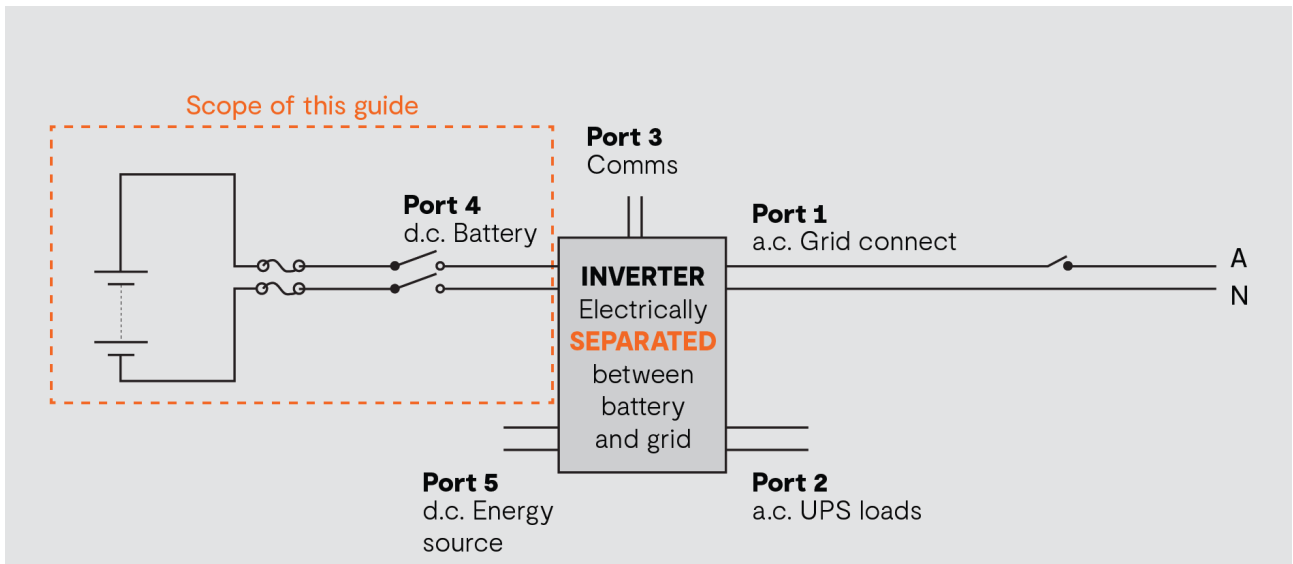 Scope of this guide
Port 3
Comms
Port 4
d.c. Battery
Port 1
a.c. Grid connect
A
N
INVERTER
Electrically
SEPARATED
between
battery
and grid
Port 5
d.c. Energy
source
Port 2
a.c. UPS loads